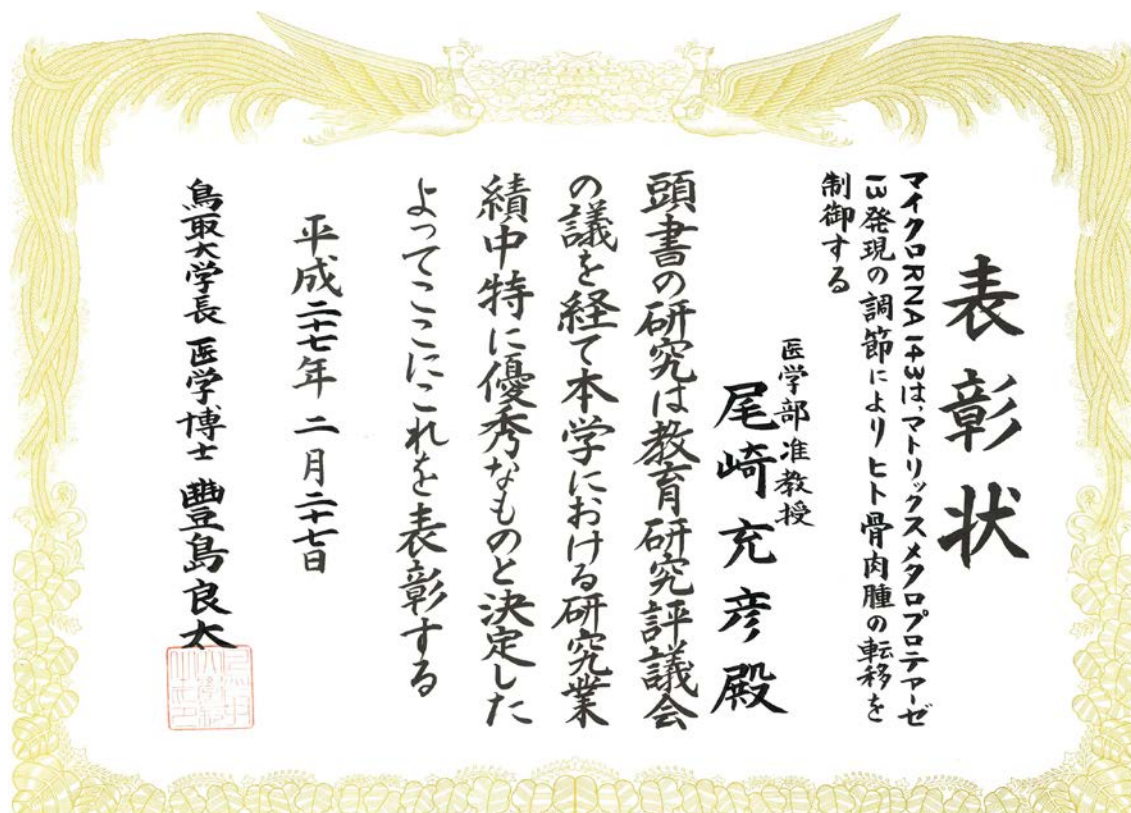 表彰状
マイクロRNA143は、マトリックスメタロプロテアーゼ
13発現の調節によりヒト骨肉腫の転移を
制御する
医学部准教授
尾崎充彦殿
頭書の研究は教育研究評議会
の議を経て本学における研究業
績中特に優秀なものと決定した
よってここにこれを表彰する
平成二十七年二月二十七日
鳥取大学長 医学博士 豊島良太